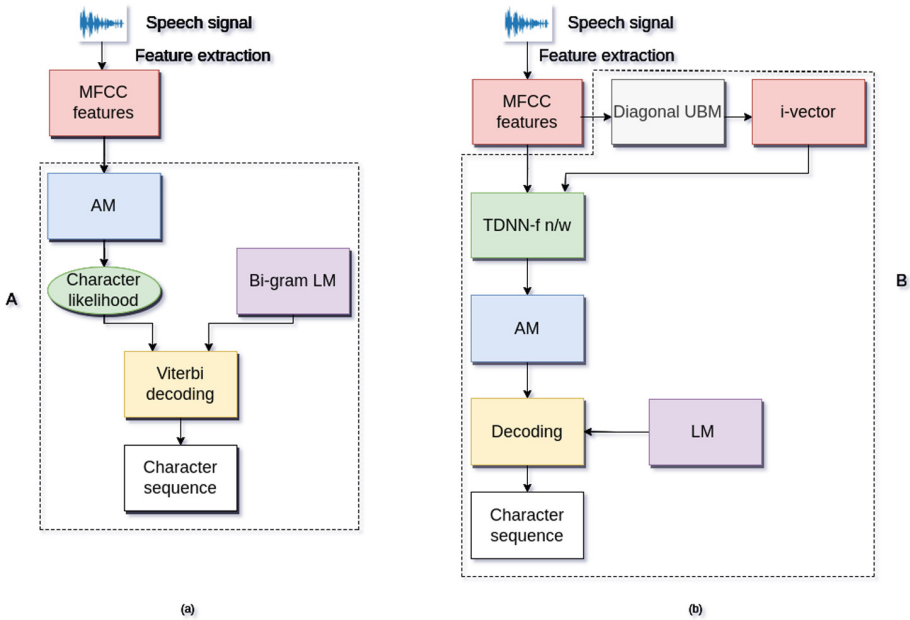 Speech signal
Feature extraction
MFCC
features
AM
Character
likelihood
Bi-gram LM
Viterbi
decoding
Character
sequence
A
(a)
Speech signal
Feature extraction
MFCC
features
Diagonal UBM
i-vector
TDNN-f n/w
AM
Decoding
LM
Character
sequence
B
(b)